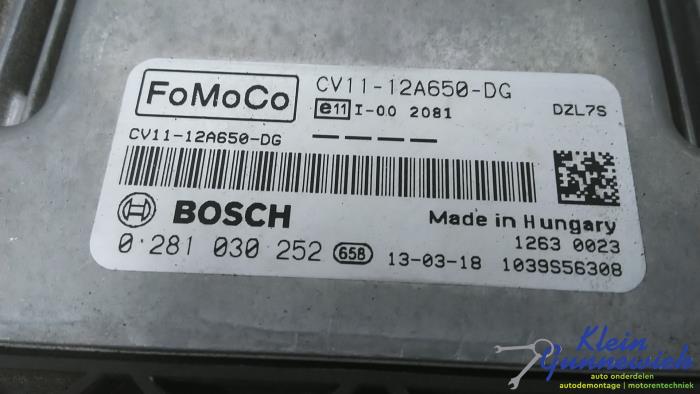 FoMoCo
CV11-12A650-DG
e11 I-00 2081
DZL7S
CV11-12A650-DG
BOSCH
Made in Hungary
0 281 030 252 658 13-03-18
1263 0023
1039S56308
Klein
Gunnewich
auto onderdelen
autodemontage | motorentechniek